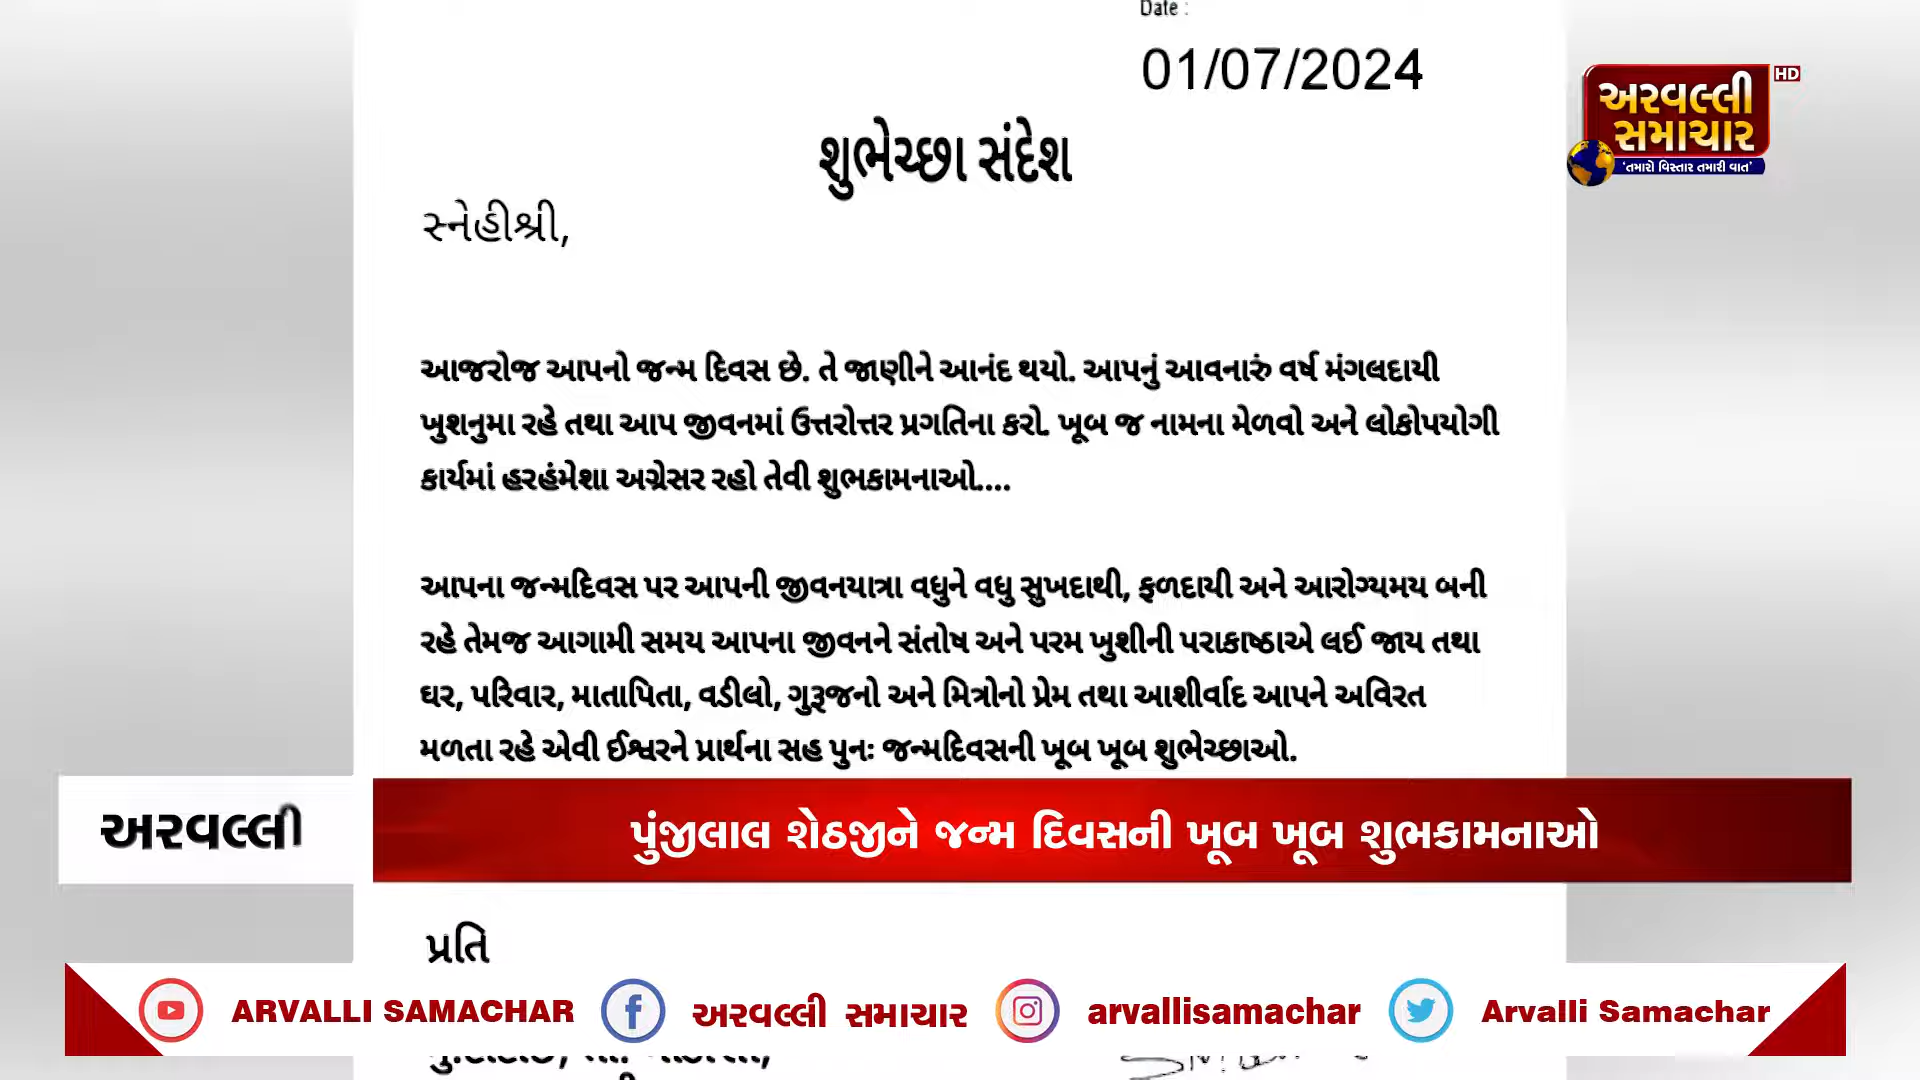 Date :
01/07/2024
અરવલ્લી HD
સમાચાર
'તમારો વિસ્તાર તમારી વાત'
શુભેચ્છા સંદેશ
સ્નેહીશ્રી,
આજરોજ આપનો જન્મ દિવસ છે. તે જાણીને આનંદ થયો. આપનું આવનારું વર્ષ મંગલદાયી
ખુશનુમા રહે તથા આપ જીવનમાં ઉત્તરોત્તર પ્રગતિના કરો. ખૂબ જ નામના મેળવો અને લોકોપયોગી
કાર્યમાં હરહંમેશા અગ્રેસર રહો તેવી શુભકામનાઓ....
આપના જન્મદિવસ પર આપની જીવનયાત્રા વધુને વધુ સુખદાથી, ફળદાયી અને આરોગ્યમય બની
રહે તેમજ આગામી સમય આપના જીવનને સંતોષ અને પરમ ખુશીની પરાકાષ્ઠાએ લઈ જાય તથા
ઘર, પરિવાર, માતાપિતા, વડીલો, ગુરૂજનો અને મિત્રોનો પ્રેમ તથા આશીર્વાદ આપને અવિરત
મળતા રહે એવી ઈશ્વરને પ્રાર્થના સહ પુનઃ જન્મદિવસની ખૂબ ખૂબ શુભેચ્છાઓ.
અરવલ્લી
પુંજીલાલ શેઠજીને જન્મ દિવસની ખૂબ ખૂબ શુભકામનાઓ
પ્રતિ
ARVALLI SAMACHAR અરવલ્લી સમાચાર arvallisamachar Arvalli Samachar